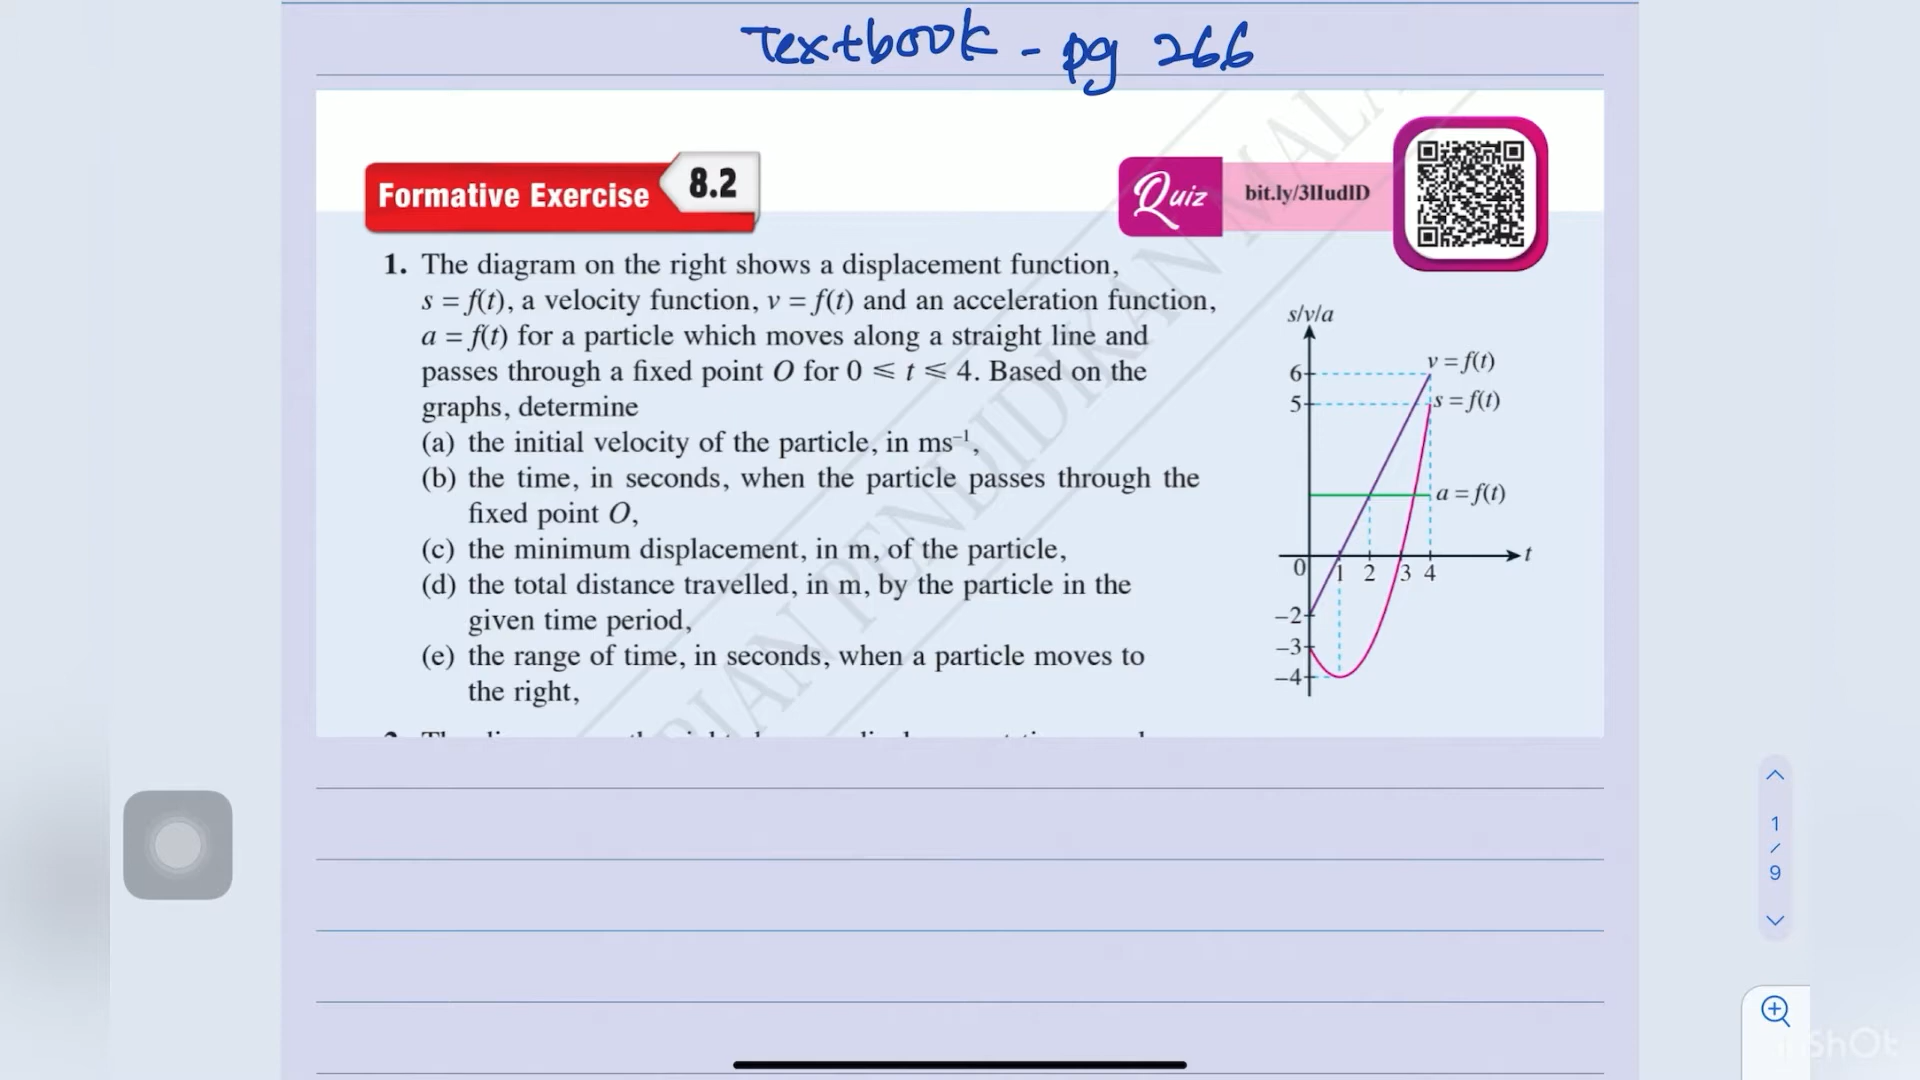 Textbook - pg 266
Formative Exercise 8.2
Quiz
bit.ly/3IIudID
1. The diagram on the right shows a displacement function,
s = f(t), a velocity function, v = f(t) and an acceleration function,
a = f(t) for a particle which moves along a straight line and
passes through a fixed point O for 0 ⩽ t ⩽ 4. Based on the
graphs, determine
(a) the initial velocity of the particle, in ms⁻¹,
(b) the time, in seconds, when the particle passes through the
fixed point O,
(c) the minimum displacement, in m, of the particle,
(d) the total distance travelled, in m, by the particle in the
given time period,
(e) the range of time, in seconds, when a particle moves to
the right,
s/v/a
v = f(t)
6
s = f(t)
5
a = f(t)
t
0 1 2 3 4
–2
–3
–4
1
/
9